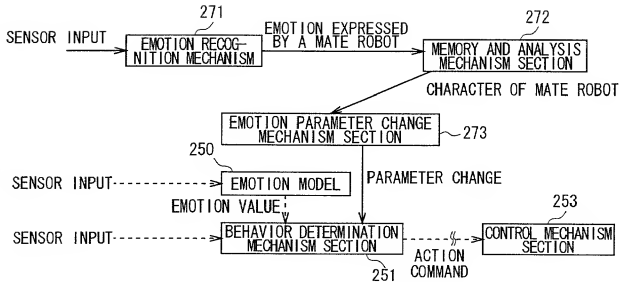 271
SENSOR INPUT
EMOTION RECOG-
NITION MECHANISM
EMOTION EXPRESSED
BY A MATE ROBOT
272
MEMORY AND ANALYSIS
MECHANISM SECTION
CHARACTER OF MATE ROBOT
EMOTION PARAMETER CHANGE
MECHANISM SECTION
273
250
SENSOR INPUT
EMOTION MODEL
PARAMETER CHANGE
EMOTION VALUE
253
SENSOR INPUT
BEHAVIOR DETERMINATION
MECHANISM SECTION
251
ACTION
COMMAND
CONTROL MECHANISM
SECTION